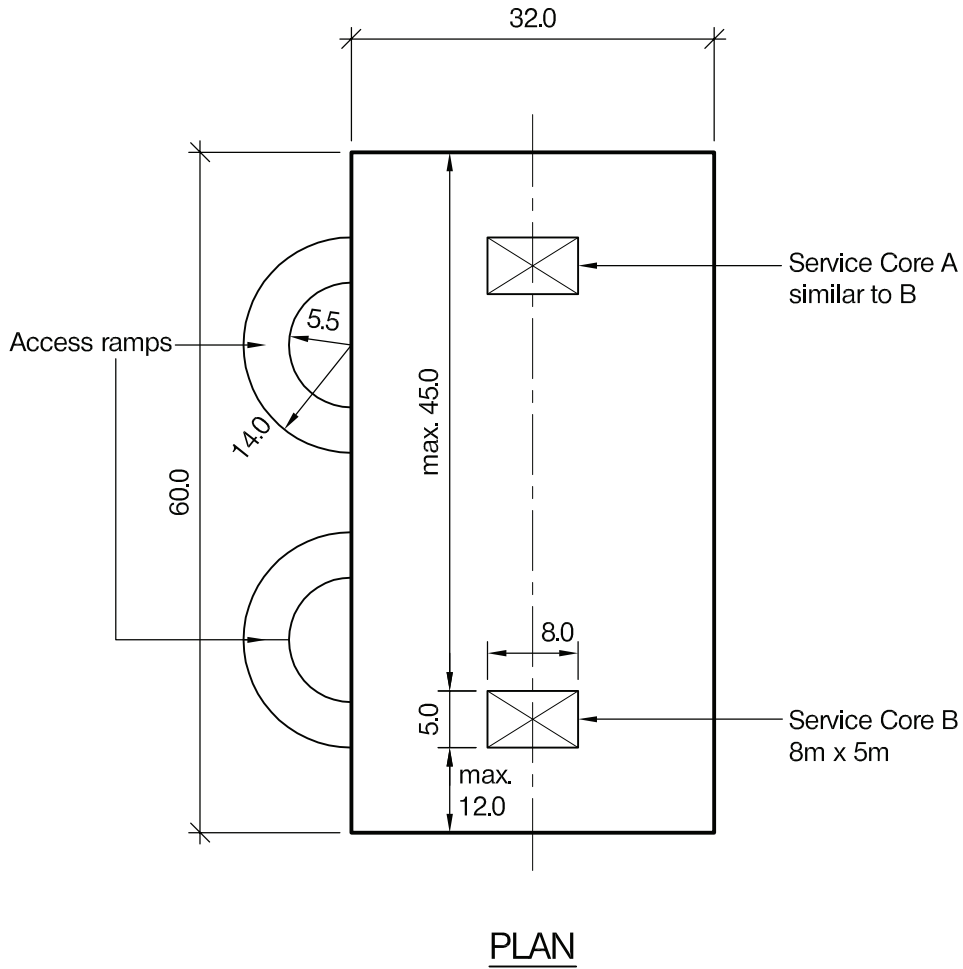 32.0
Service Core A
similar to B
5.5
Access ramps
14.0
max. 45.0
60.0
8.0
5.0
Service Core B
8m x 5m
max.
12.0
PLAN